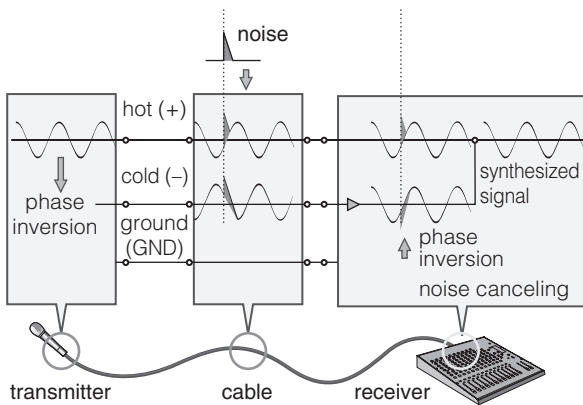 noise
hot (+)
cold (–)
phase
inversion
ground
(GND)
synthesized
signal
phase
inversion
noise canceling
transmitter
cable
receiver